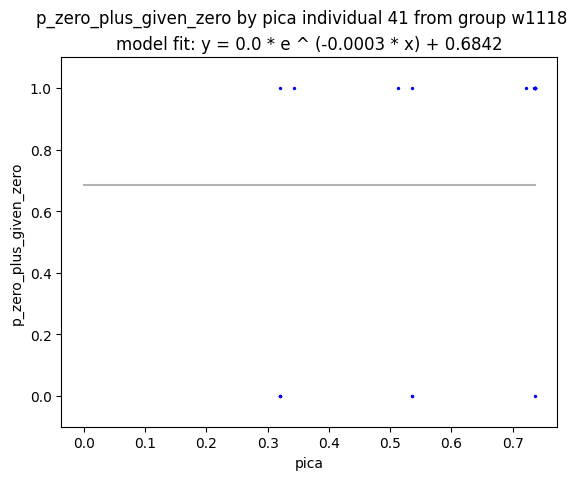 p_zero_plus_given_zero by pica individual 41 from group w1118
model fit: y = 0.0 * e ^ (-0.0003 * x) + 0.6842
1.0
0.8
0.6
0.4
0.2
0.0
p_zero_plus_given_zero
0.0 0.1 0.2 0.3 0.4 0.5 0.6 0.7
pica